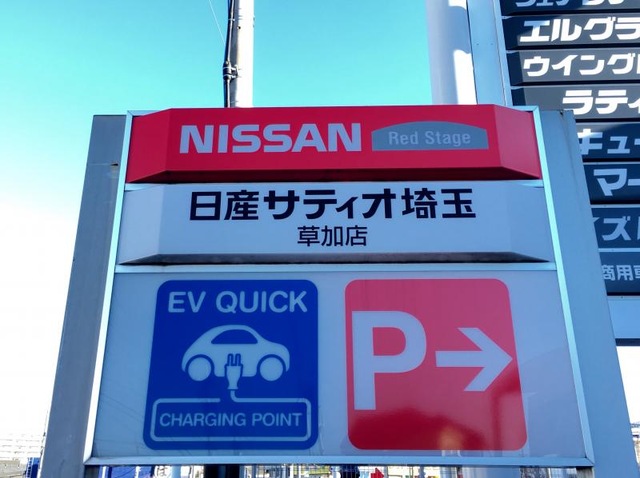 NISSAN Red Stage
日産サティオ埼玉
草加店
EV QUICK
CHARGING POINT
P→
エルグラ
ウイング
ラティ
キュー
マー
商用車